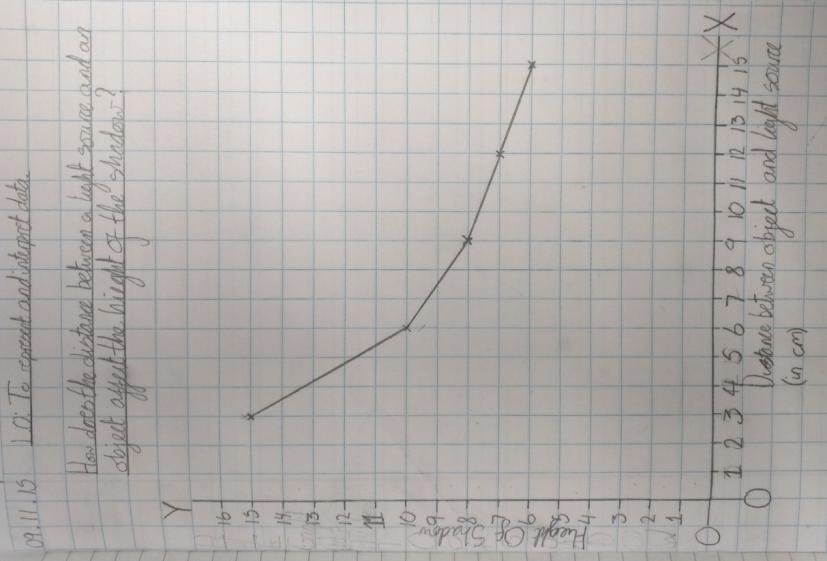 09.11.15 LO: To represent and interpret data.
How does the distance between a light source and an
object affect the hieght of the shadow?
Y
16
15
14
13
12
11
10
9
8
7
6
5
4
3
2
1
0
Height Of Shadow
0 1 2 3 4 5 6 7 8 9 10 11 12 13 14 15 X
Distance between object and light source
(in cm)